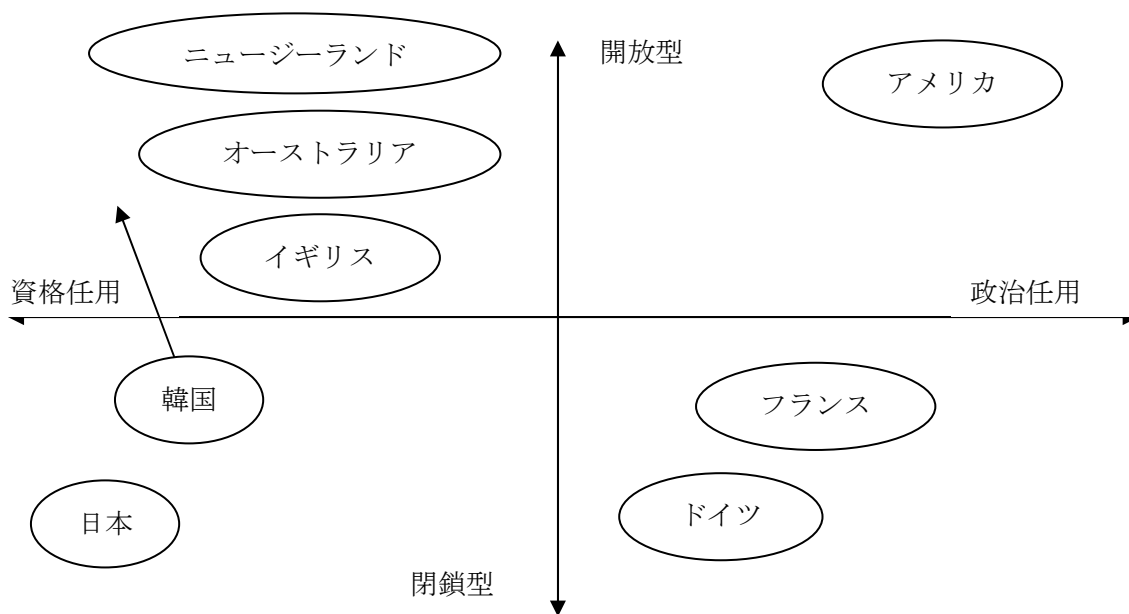 ニュージーランド
開放型
アメリカ
オーストラリア
イギリス
資格任用
政治任用
韓国
フランス
日本
ドイツ
閉鎖型